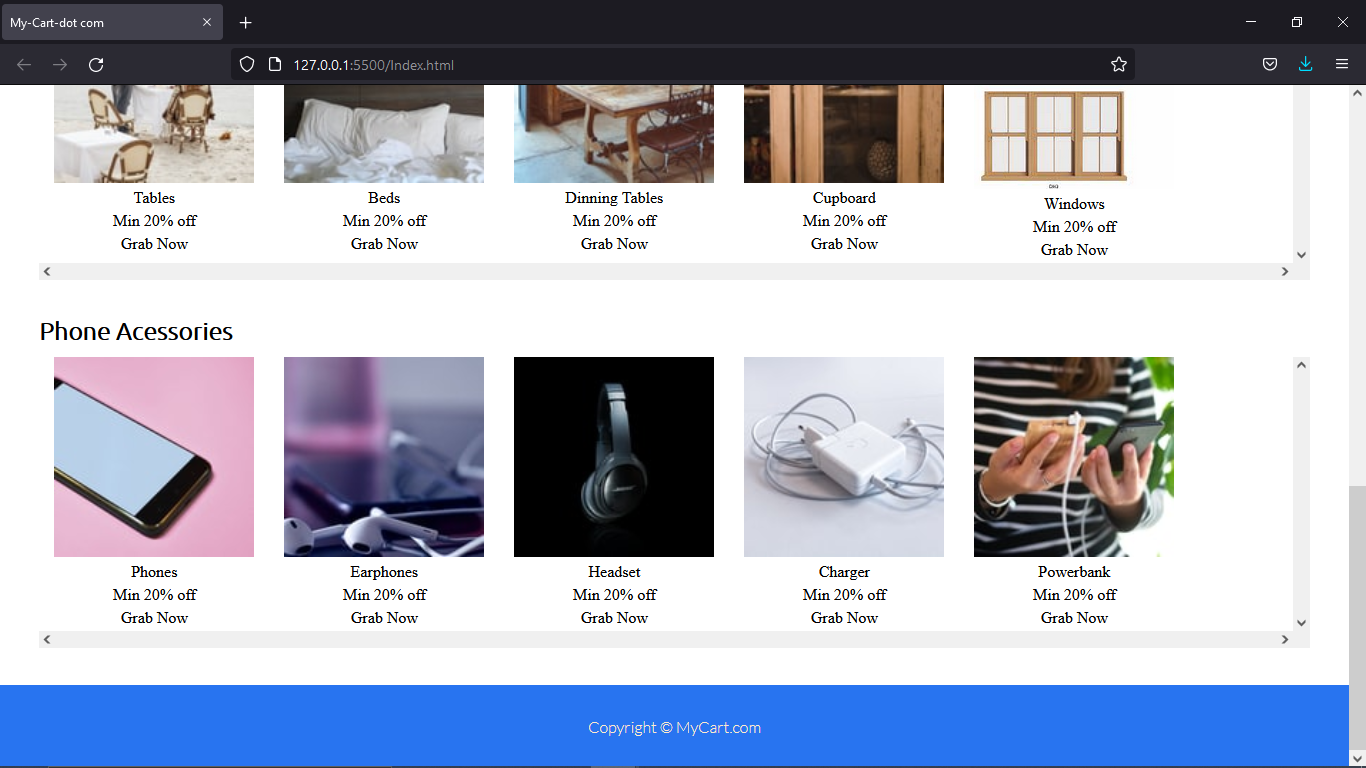 My-Cart-dot com
127.0.0.1:5500/Index.html
Tables
Min 20% off
Grab Now
Beds
Min 20% off
Grab Now
Dinning Tables
Min 20% off
Grab Now
Cupboard
Min 20% off
Grab Now
Windows
Min 20% off
Grab Now
Phone Acessories
Phones
Min 20% off
Grab Now
Earphones
Min 20% off
Grab Now
Headset
Min 20% off
Grab Now
Charger
Min 20% off
Grab Now
Powerbank
Min 20% off
Grab Now
Copyright © MyCart.com